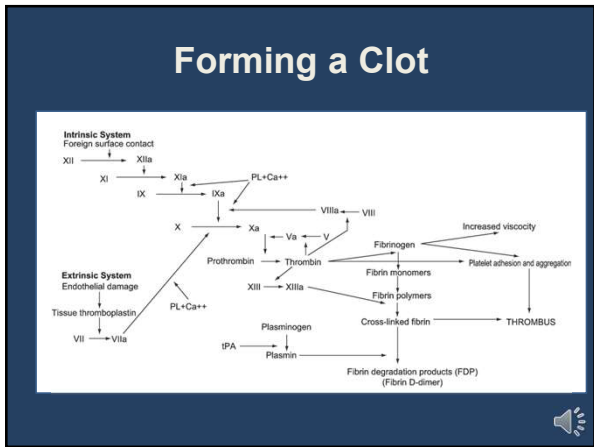 Forming a Clot
Intrinsic System
Foreign surface contact
XII XIIa
XI XIa PL+Ca++
IX IXa
VIIIa VIII
X Xa
Va V
Increased viscosity
Fibrinogen
Prothrombin Thrombin Platelet adhesion and aggregation
Fibrin monomers
Extrinsic System
Endothelial damage
XIII XIIIa
Fibrin polymers
Tissue thromboplastin PL+Ca++
Cross-linked fibrin THROMBUS
Plasminogen
VII VIIa
tPA
Plasmin
Fibrin degradation products (FDP)
(Fibrin D-dimer)